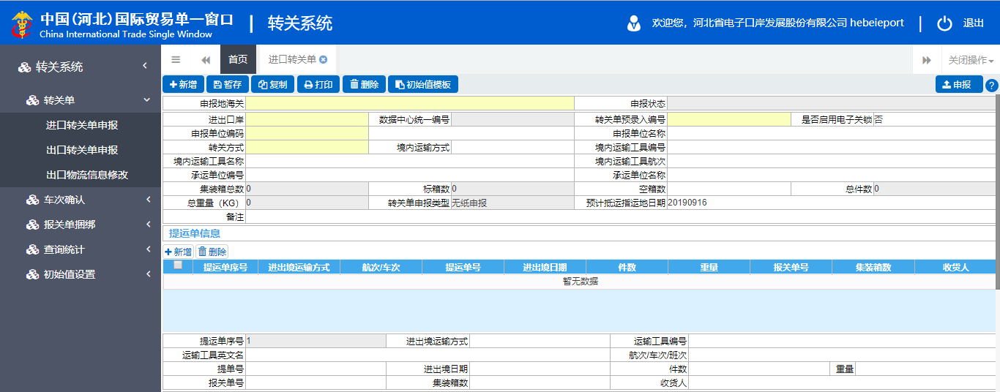 中国(河北)国际贸易单一窗口
China International Trade Single Window
转关系统
欢迎您，河北省电子口岸发展股份有限公司 hebeieport
退出
转关系统
转关单
进口转关单申报
出口转关单申报
出口物流信息修改
车次确认
报关单捆绑
查询统计
初始值设置
首页 进口转关单 关闭操作
新增 暂存 复制 打印 删除 初始值模板 申报 ?
申报地海关 申报状态
进出口岸 数据中心统一编号 转关单预录入编号 是否启用电子关锁 否
申报单位编码 申报单位名称
转关方式 境内运输方式 境内运输工具编号
境内运输工具名称 境内运输工具航次
承运单位编号 承运单位名称
集装箱总数 0 标箱数 0 空箱数 总件数 0
总重量（KG） 0 转关单申报类型 无纸申报 预计抵运指运地日期 20190916
备注
提运单信息
新增 删除
提运单序号 进出境运输方式 航次/车次 提运单号 进出境日期 件数 重量 报关单号 集装箱数 收货人
暂无数据
提运单序号 1 进出境运输方式 运输工具编号
运输工具英文名 航次/车次/班次
提单号 进出境日期 件数 重量
报关单号 集装箱数 收货人